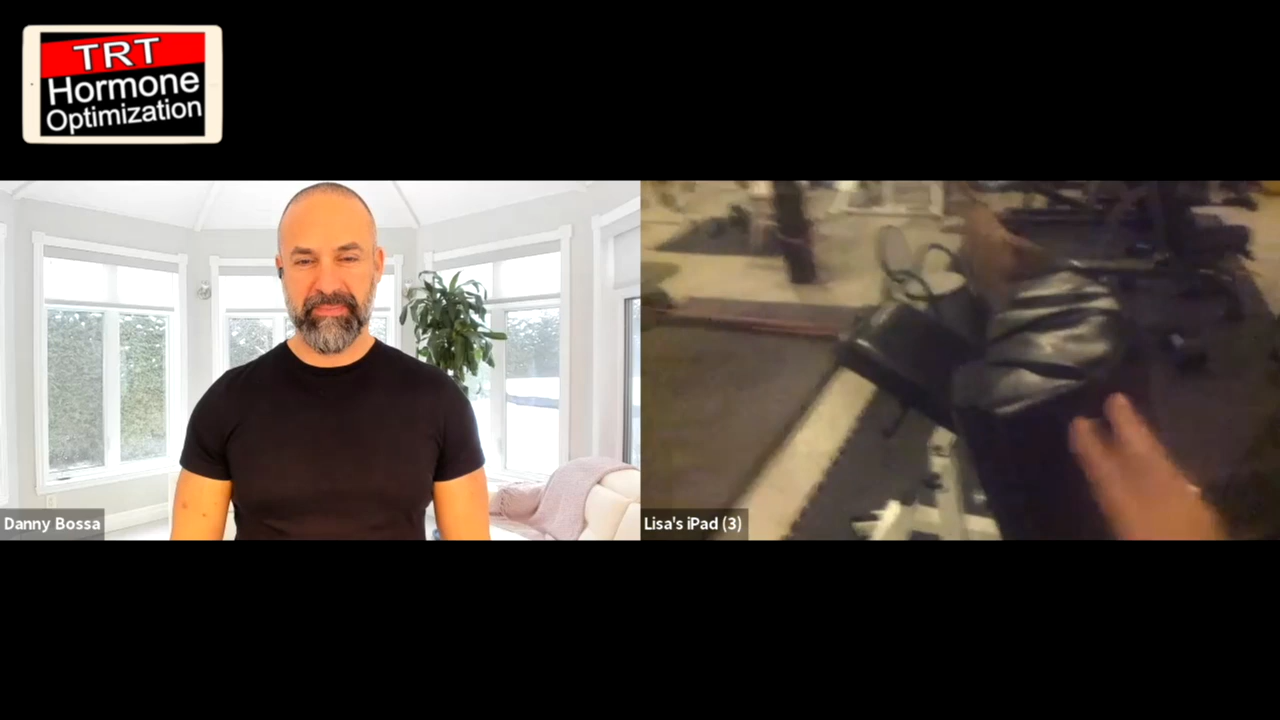 TRT
Hormone
Optimization
Danny Bossa
Lisa's iPad (3)